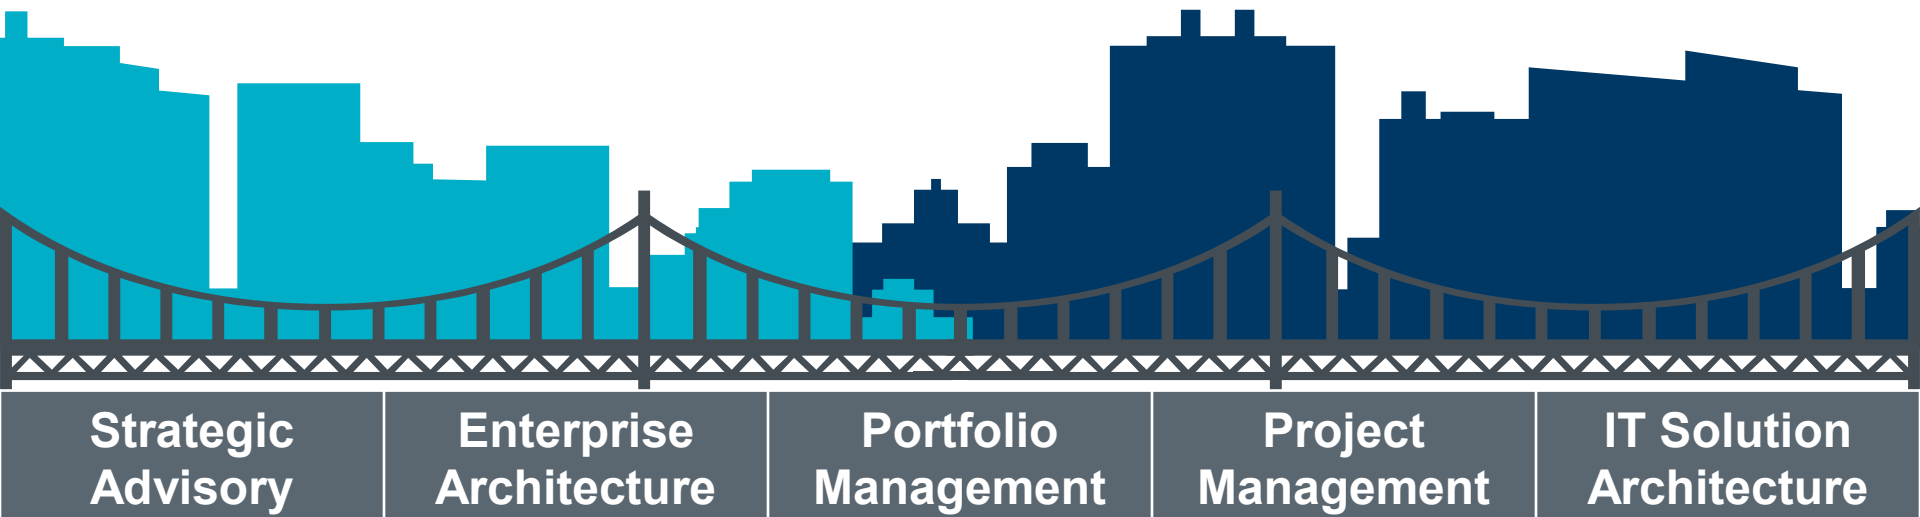 Strategic
Advisory
Enterprise
Architecture
Portfolio
Management
Project
Management
IT Solution
Architecture